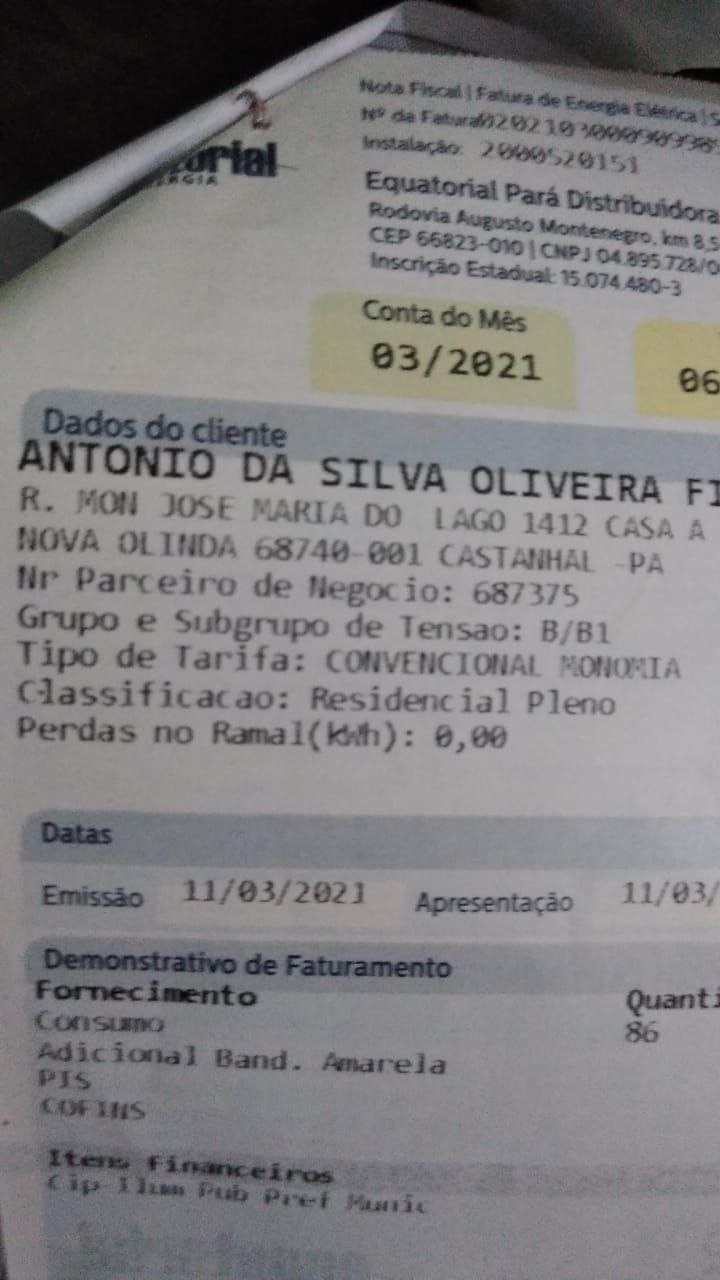 Nota Fiscal | Fatura de Energia Elétrica | S
Nº da Fatura
Instalação: 2000520151
torial
ERGIA
Equatorial Pará Distribuidora
Rodovia Augusto Montenegro, km 8,5
CEP 66823-010 | CNPJ 04.895.728/0
Inscrição Estadual: 15.074.480-3
Conta do Mês
03/2021
06
Dados do cliente
ANTONIO DA SILVA OLIVEIRA FI
R. MON JOSE MARIA DO LAGO 1412 CASA A
NOVA OLINDA 68740-001 CASTANHAL -PA
Nr Parceiro de Negocio: 687375
Grupo e Subgrupo de Tensao: B/B1
Tipo de Tarifa: CONVENCIONAL MONOMIA
Classificacao: Residencial Pleno
Perdas no Ramal(kWh): 0,00
Datas
Emissão 11/03/2021 Apresentação 11/03/
Demonstrativo de Faturamento
Fornecimento Quanti
Consumo 86
Adicional Band. Amarela
PIS
COFINS
Itens Financeiros
Cip Ilum Pub Pref Munic